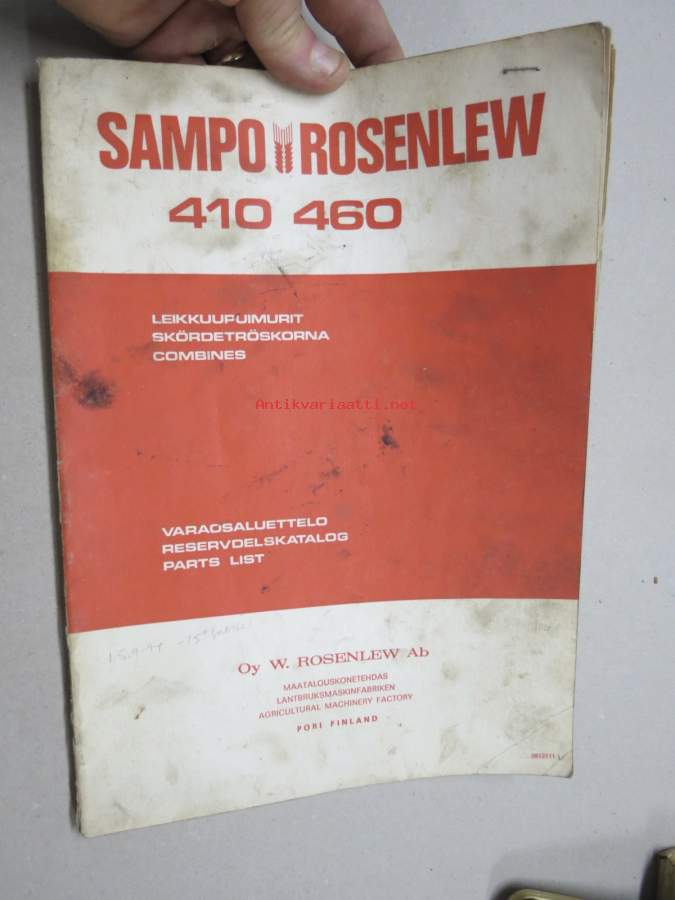 SAMPO ROSENLEW
410 460
LEIKKUUPUIMURIT
SKÖRDETRÖSKORNA
COMBINES
Antikvariaatti.net
VARAOSALUETTELO
RESERVDELSKATALOG
PARTS LIST
Oy W. ROSENLEW Ab
MAATALOUSKONETEHDAS
LANTBRUKSMASKINFABRIKEN
AGRICULTURAL MACHINERY FACTORY
PORI FINLAND